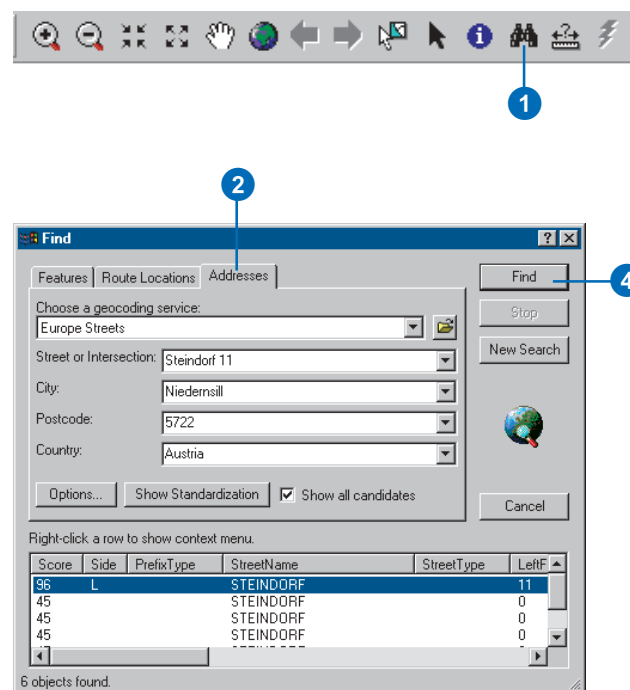 1
2
Find
Features Route Locations Addresses
Find
4
Choose a geocoding service:
Europe Streets
Stop
Street or Intersection: Steindorf 11
New Search
City: Niedernsill
Postcode: 5722
Country: Austria
Options... Show Standardization Show all candidates
Cancel
Right-click a row to show context menu.
Score Side PrefixType StreetName StreetType LeftF
96 L STEINDORF 11
45 STEINDORF 0
45 STEINDORF 0
45 STEINDORF 0
6 objects found.